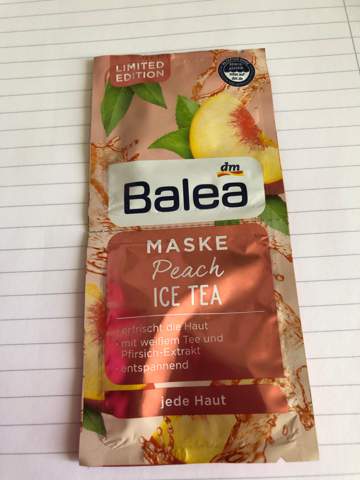 LIMITED
EDITION
dm
Balea
MASKE
Peach
ICE TEA
• erfrischt die Haut
• mit weißem Tee und
Pfirsich-Extrakt
• entspannend
jede Haut